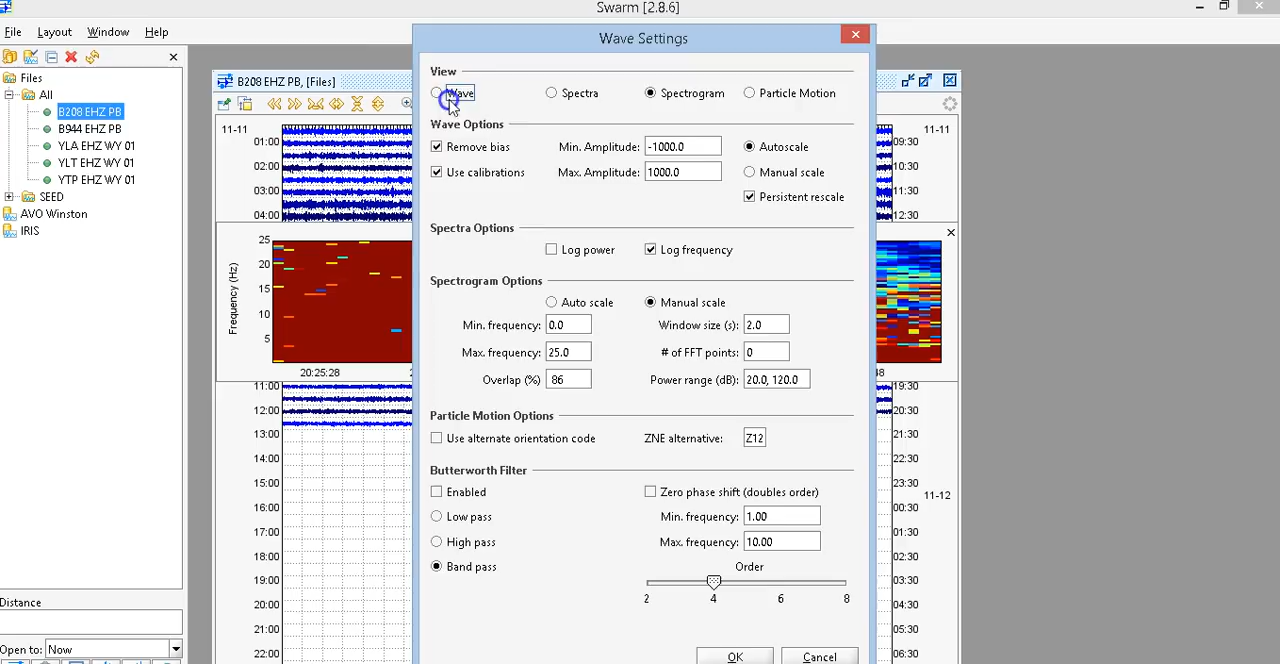 Swarm [2.8.6]
File Layout Window Help
Files
All
B208 EHZ PB
B944 EHZ PB
YLA EHZ WY 01
YLT EHZ WY 01
YTP EHZ WY 01
SEED
AVO Winston
IRIS
Distance
Open to: Now
B208 EHZ PB, [Files]
11-11 11-11
01:00 09:30
02:00 10:30
03:00 11:30
04:00 12:30
Frequency (Hz)
25
20
15
10
5
20:25:28
11:00 19:30
12:00 20:30
13:00 21:30
14:00 22:30
15:00 23:30
11-12
16:00 00:30
17:00 01:30
18:00 02:30
19:00 03:30
20:00 04:30
21:00 05:30
22:00 06:30
Wave Settings
View
Wave Spectra Spectrogram Particle Motion
Wave Options
Remove bias Min. Amplitude: -1000.0 Autoscale
Use calibrations Max. Amplitude: 1000.0 Manual scale
Persistent rescale
Spectra Options
Log power Log frequency
Spectrogram Options
Auto scale Manual scale
Min. frequency: 0.0 Window size (s): 2.0
Max. frequency: 25.0 # of FFT points: 0
Overlap (%) 86 Power range (dB): 20.0, 120.0
Particle Motion Options
Use alternate orientation code ZNE alternative: Z12
Butterworth Filter
Enabled Zero phase shift (doubles order)
Low pass Min. frequency: 1.00
High pass Max. frequency: 10.00
Band pass Order
2 4 6 8
OK Cancel